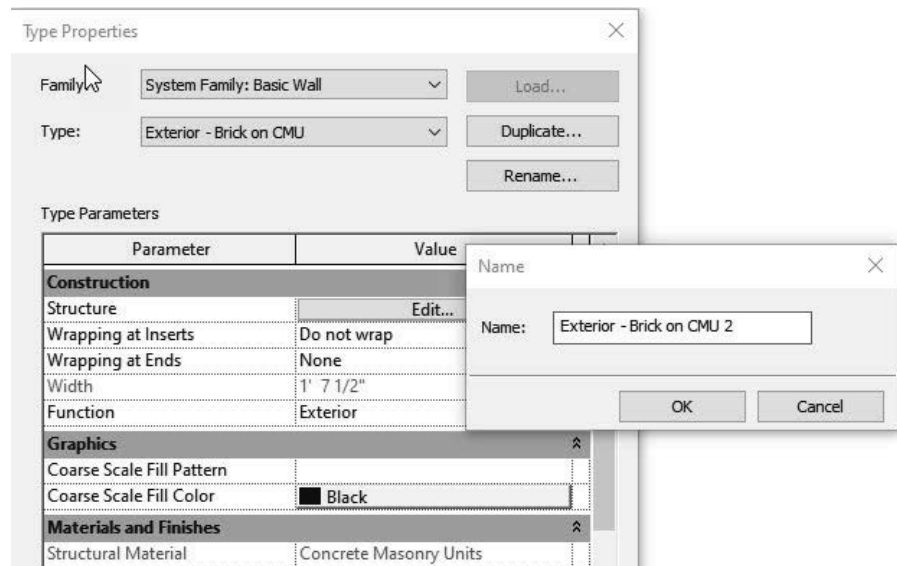 Type Properties
Family: System Family: Basic Wall Load...
Type: Exterior - Brick on CMU Duplicate...
Rename...
Type Parameters
Parameter Value
Construction
Structure Edit...
Wrapping at Inserts Do not wrap
Wrapping at Ends None
Width 1' 7 1/2"
Function Exterior
Graphics
Coarse Scale Fill Pattern
Coarse Scale Fill Color Black
Materials and Finishes
Structural Material Concrete Masonry Units
Name
Name: Exterior - Brick on CMU 2
OK Cancel